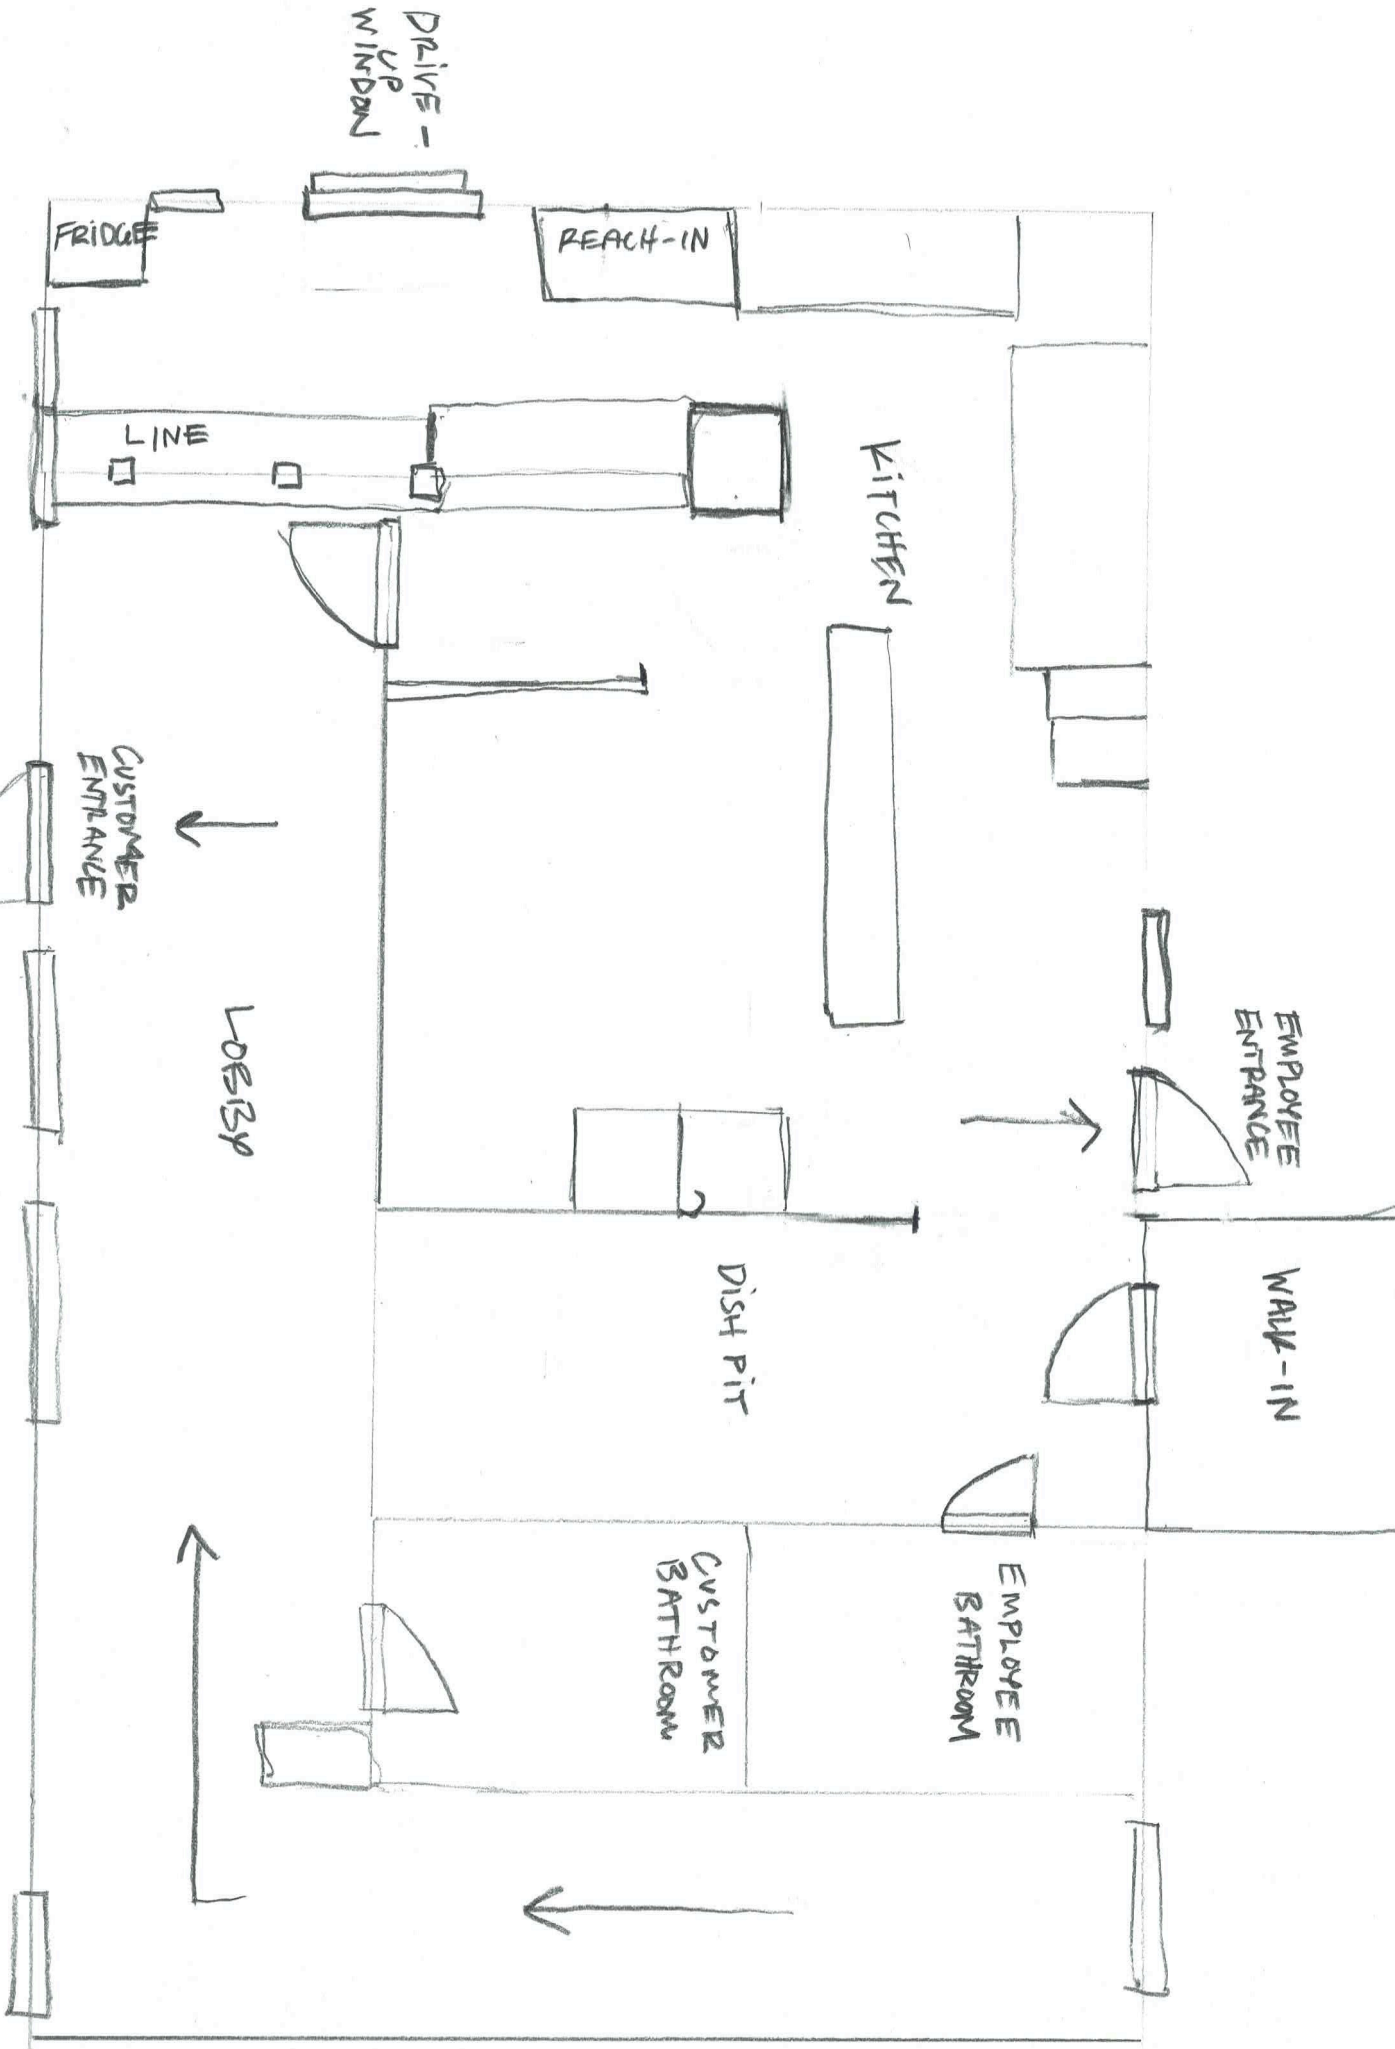 DRIVE-
UP
WINDOW
FRIDGE
REACH-IN
LINE
KITCHEN
CUSTOMER
ENTRANCE
LOBBY
EMPLOYEE
ENTRANCE
DISH PIT
WALK-IN
CUSTOMER
BATHROOM
EMPLOYEE
BATHROOM